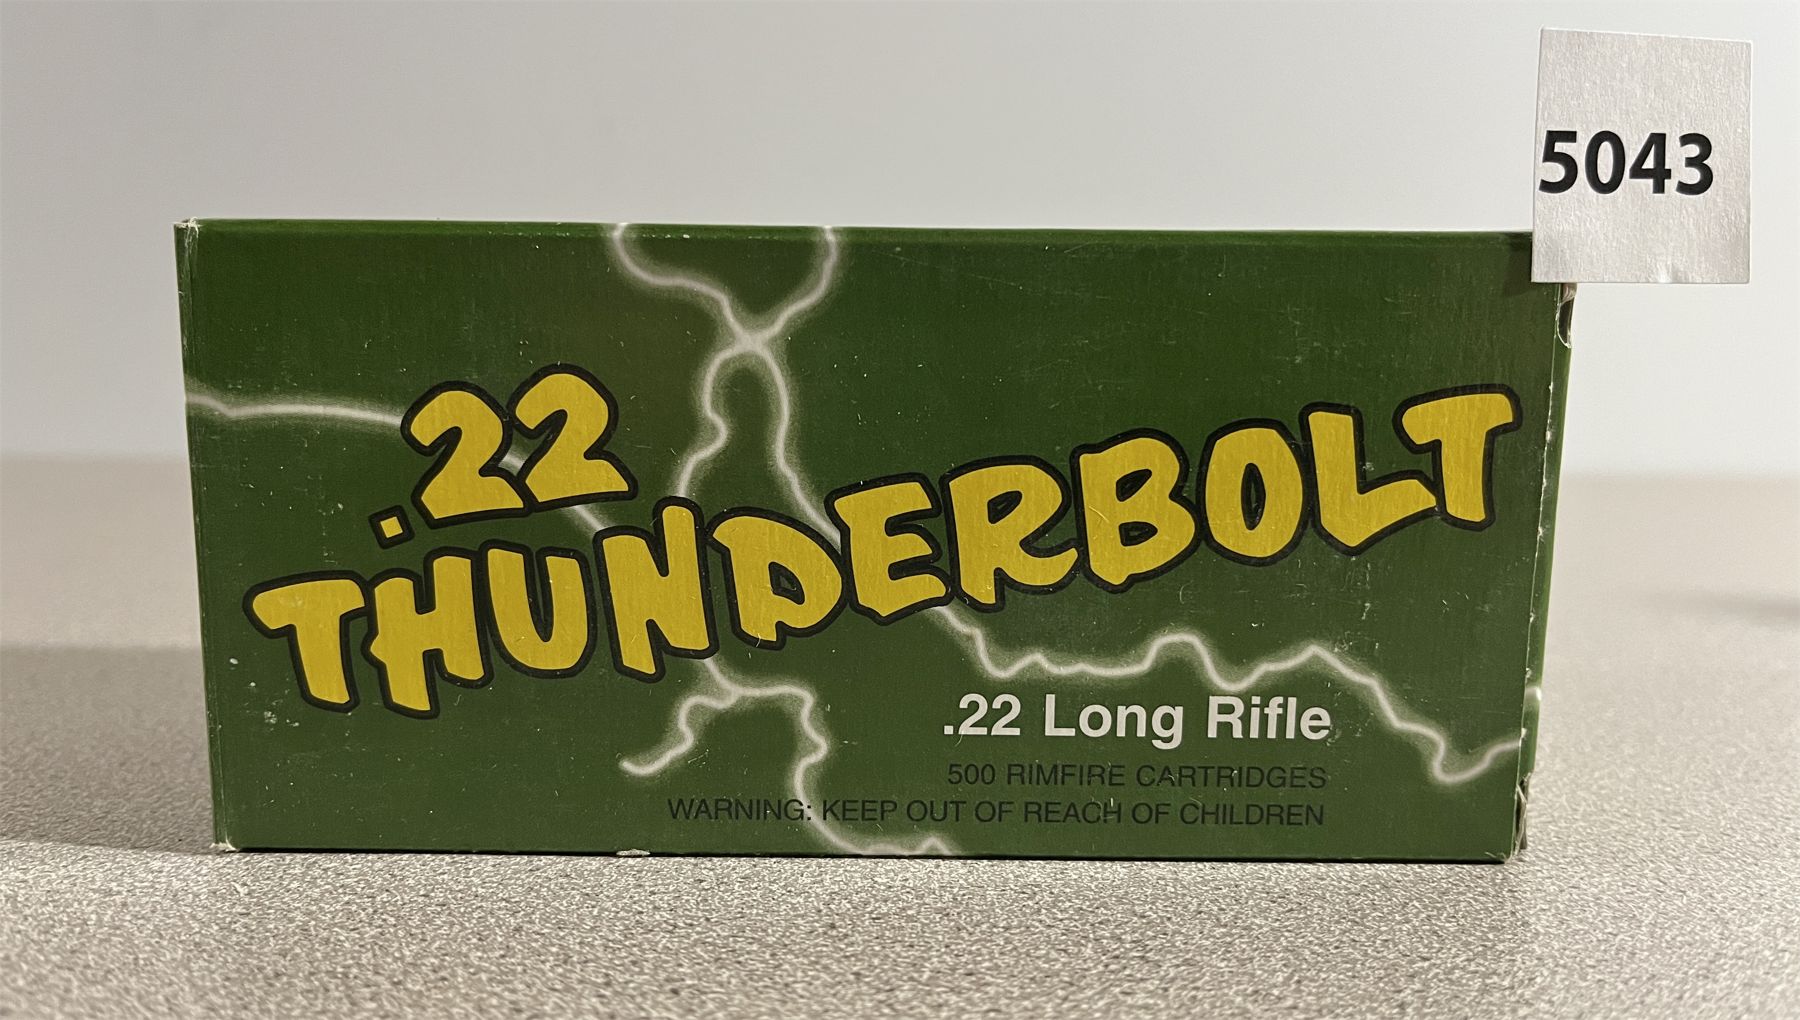 5043
.22
THUNDERBOLT
.22 Long Rifle
500 RIMFIRE CARTRIDGES
WARNING: KEEP OUT OF REACH OF CHILDREN